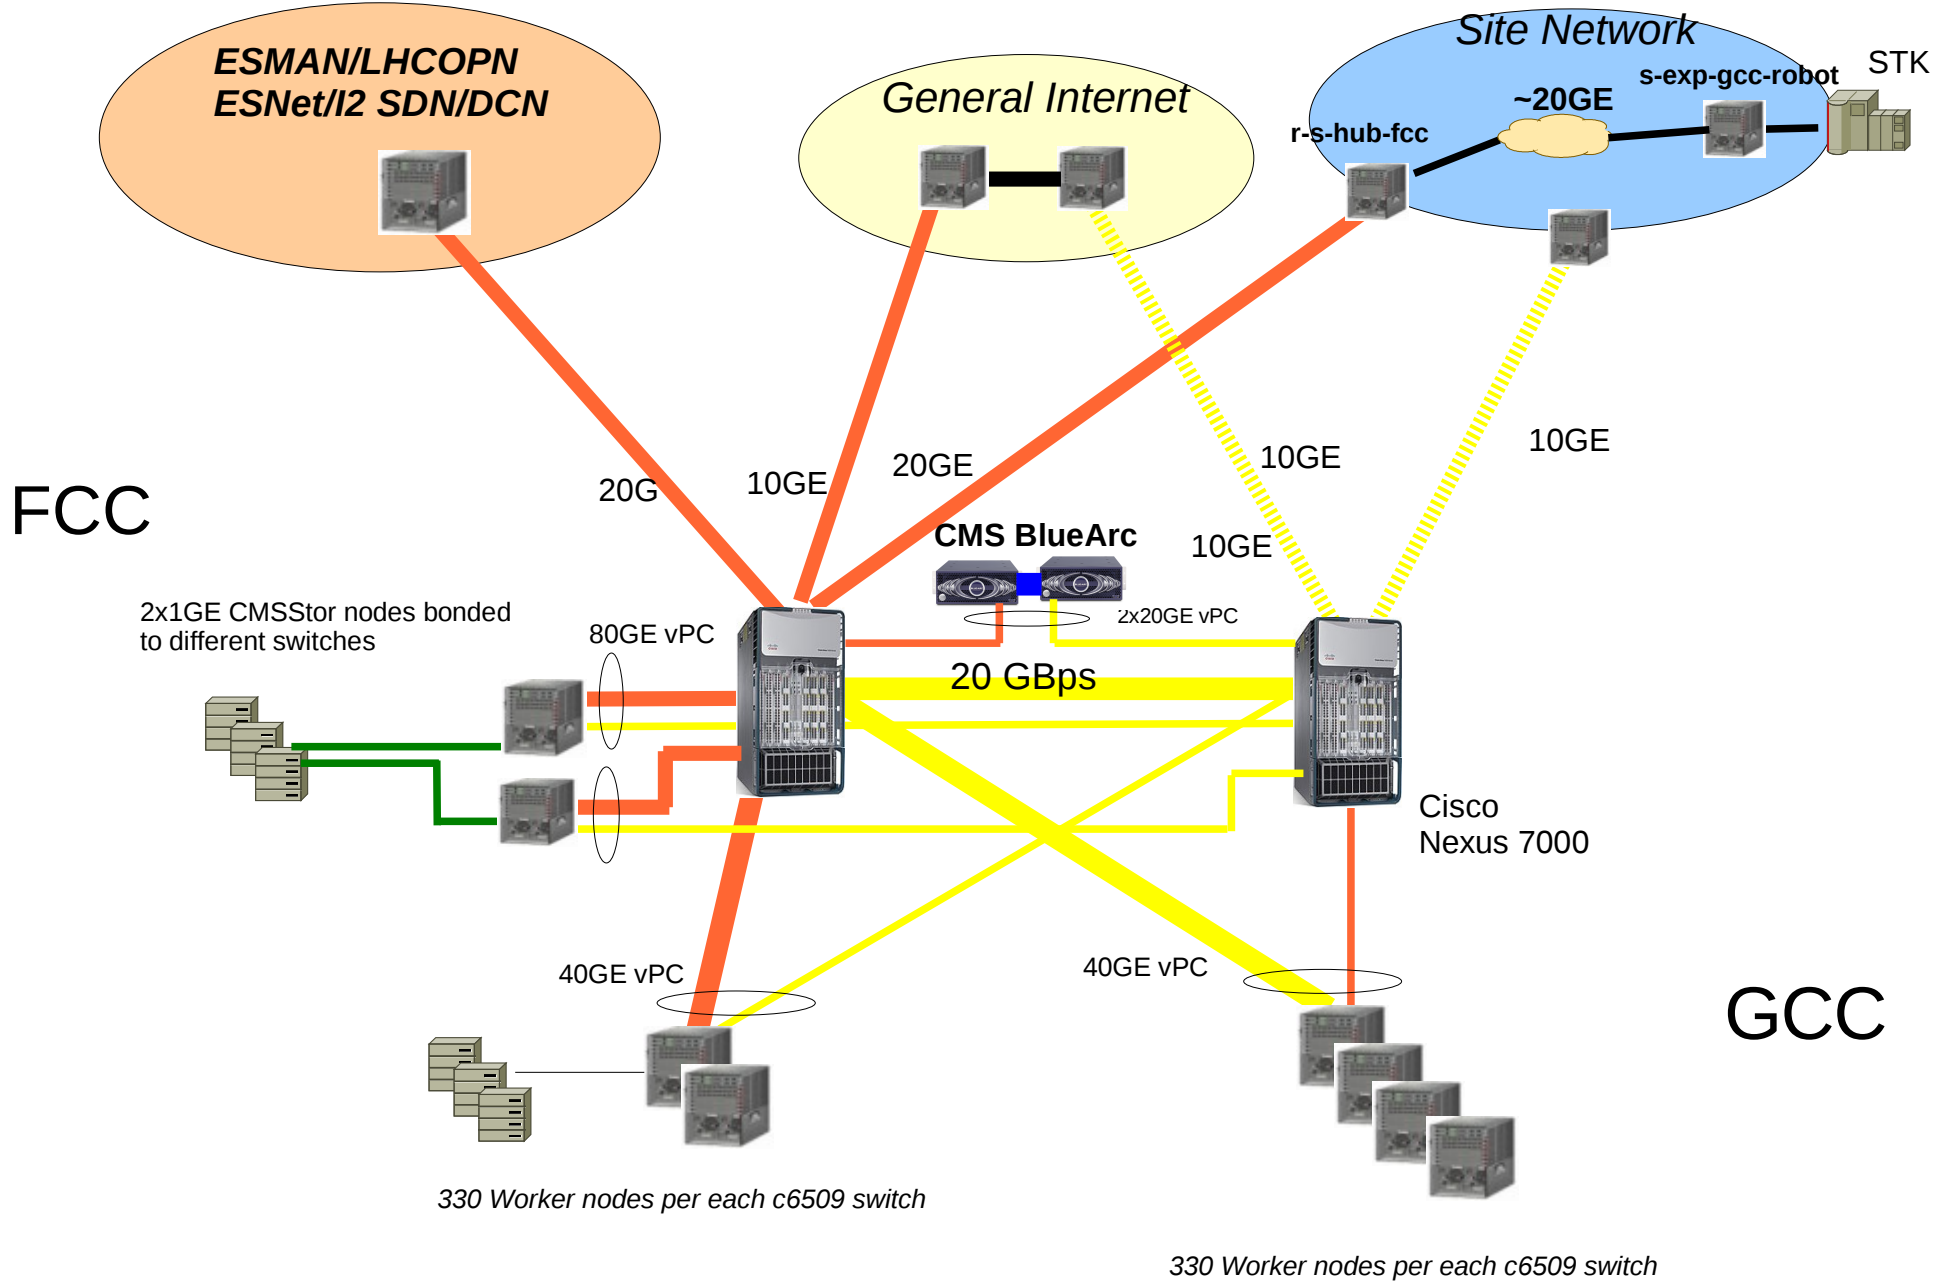 Site Network
ESMAN/LHCOPN
ESNet/I2 SDN/DCN
General Internet
s-exp-gcc-robot
STK
~20GE
r-s-hub-fcc
FCC
20G
10GE
20GE
10GE
10GE
CMS BlueArc
10GE
2x1GE CMSStor nodes bonded
to different switches
80GE vPC
2x20GE vPC
20 GBps
Cisco
Nexus 7000
40GE vPC
40GE vPC
GCC
330 Worker nodes per each c6509 switch
330 Worker nodes per each c6509 switch